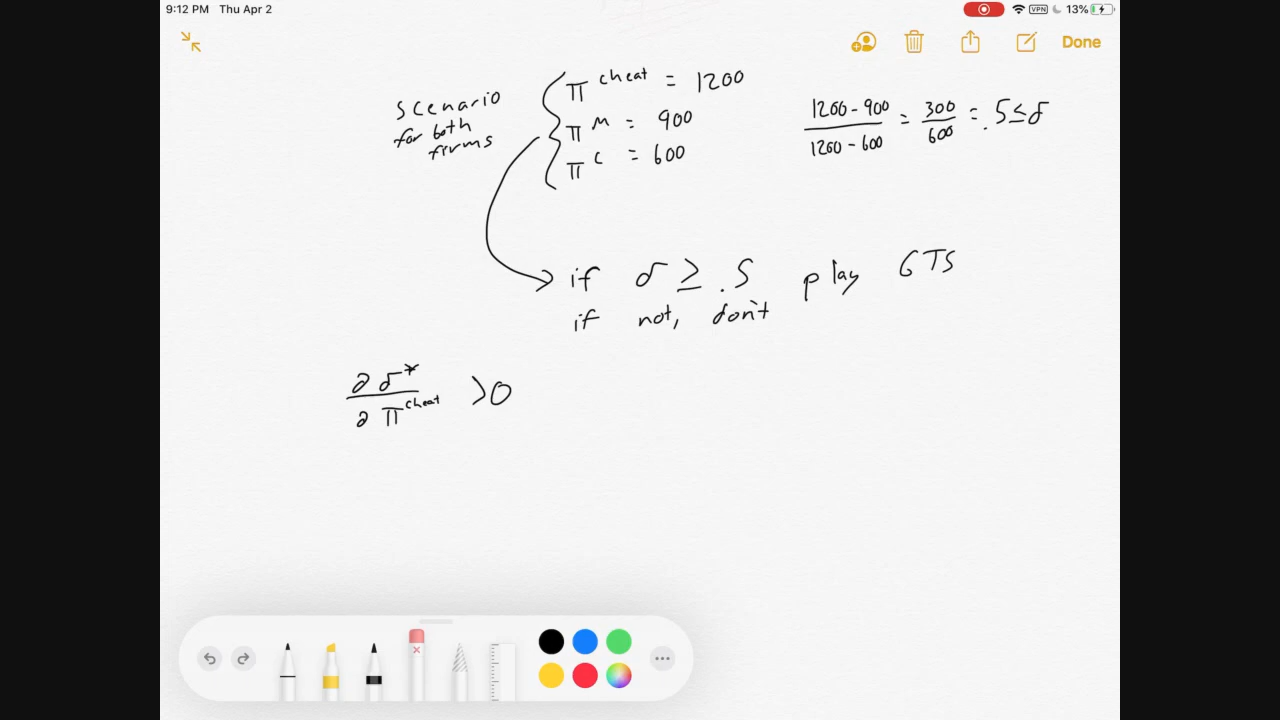 9:12 PM Thu Apr 2
VPN 13%
Done
Scenario
for both
firms
π^cheat = 1200
π^M = 900
π^c = 600
(1200-900)/(1200-600) = 300/600 = .5 ≤ δ
if δ ≥ .5 play GTS
if not, don't
∂δ*/∂π^cheat >0